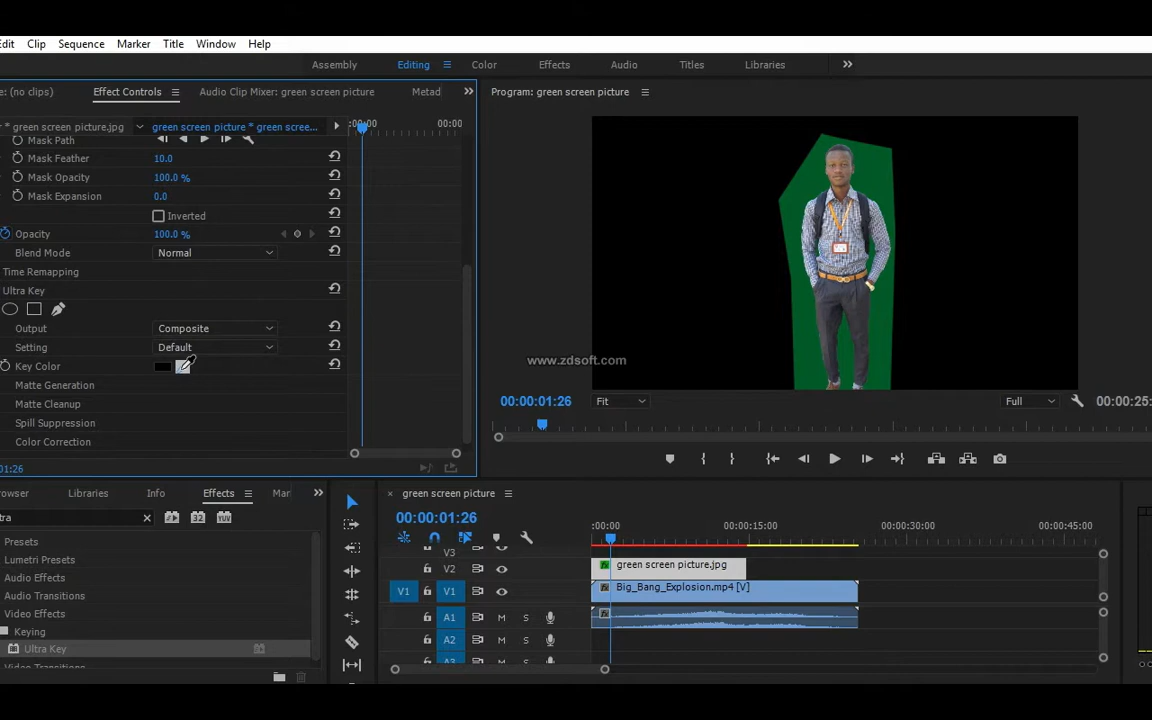 Edit Clip Sequence Marker Title Window Help
Assembly Editing Color Effects Audio Titles Libraries
e: (no clips) Effect Controls Audio Clip Mixer: green screen picture Metad
Program: green screen picture
* green screen picture.jpg green screen picture * green scree... :00:00 00:00
Mask Path
Mask Feather 10.0
Mask Opacity 100.0 %
Mask Expansion 0.0
Inverted
Opacity 100.0 %
Blend Mode Normal
Time Remapping
Ultra Key
Output Composite
Setting Default
Key Color
Matte Generation
Matte Cleanup
Spill Suppression
Color Correction
01:26
www.zdsoft.com
00:00:01:26 Fit Full 00:00:25:
rowser Libraries Info Effects Mar
tra
32 YUV
Presets
Lumetri Presets
Audio Effects
Audio Transitions
Video Effects
Keying
Ultra Key
Video Transitions
green screen picture
00:00:01:26
:00:00 00:00:15:00 00:00:30:00 00:00:45:00
V3
V2 green screen picture.jpg
V1 V1 Big_Bang_Explosion.mp4 [V]
A1 M S
A2 M S
A3 M S